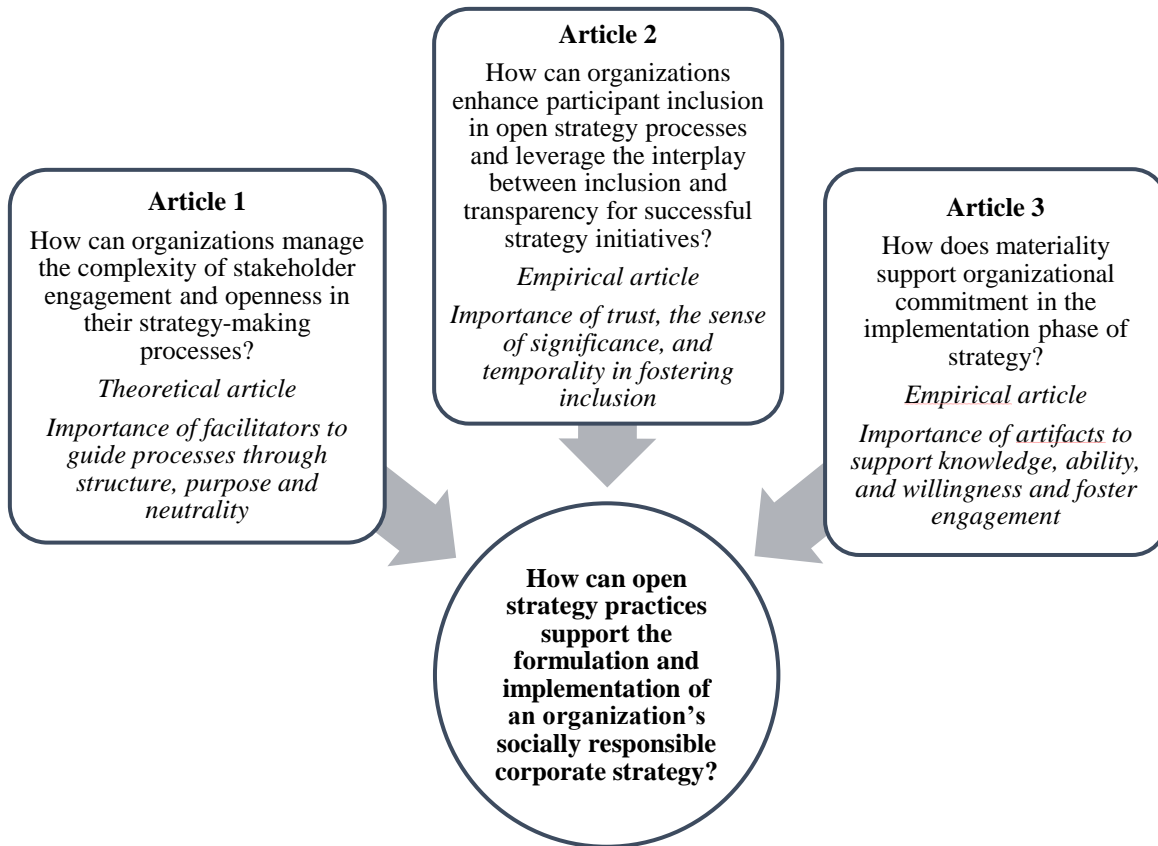 Article 1
How can organizations manage
the complexity of stakeholder
engagement and openness in
their strategy-making
processes?
Theoretical article
Importance of facilitators to
guide processes through
structure, purpose and
neutrality
Article 2
How can organizations
enhance participant inclusion
in open strategy processes
and leverage the interplay
between inclusion and
transparency for successful
strategy initiatives?
Empirical article
Importance of trust, the sense
of significance, and
temporality in fostering
inclusion
Article 3
How does materiality
support organizational
commitment in the
implementation phase of
strategy?
Empirical article
Importance of artifacts to
support knowledge, ability,
and willingness and foster
engagement
How can open
strategy practices
support the
formulation and
implementation of
an organization’s
socially responsible
corporate strategy?